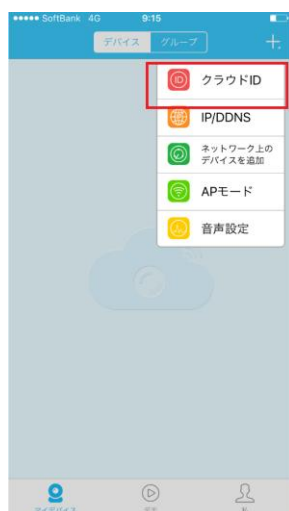 SoftBank 4G 9:15
デバイス グループ
クラウドID
IP/DDNS
ネットワーク上の
デバイスを追加
APモード
音声設定